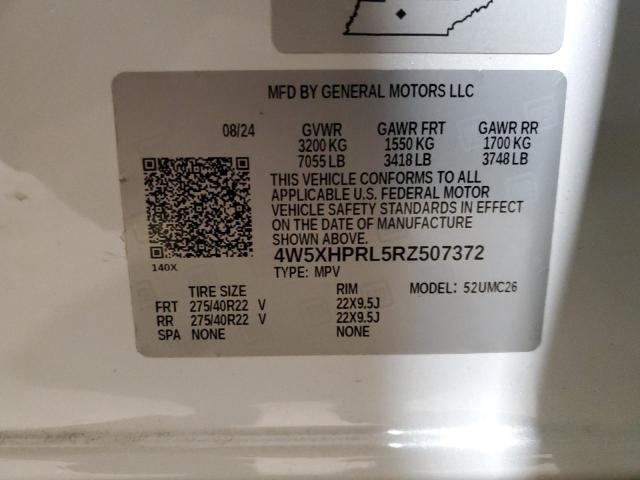 MFD BY GENERAL MOTORS LLC
08/24 GVWR GAWR FRT GAWR RR
3200 KG 1550 KG 1700 KG
7055 LB 3418 LB 3748 LB
THIS VEHICLE CONFORMS TO ALL
APPLICABLE U.S. FEDERAL MOTOR
VEHICLE SAFETY STANDARDS IN EFFECT
ON THE DATE OF MANUFACTURE
SHOWN ABOVE.
4W5XHPRL5RZ507372
140X
TYPE: MPV
TIRE SIZE RIM MODEL: 52UMC26
FRT 275/40R22 V 22X9.5J
RR 275/40R22 V 22X9.5J
SPA NONE NONE